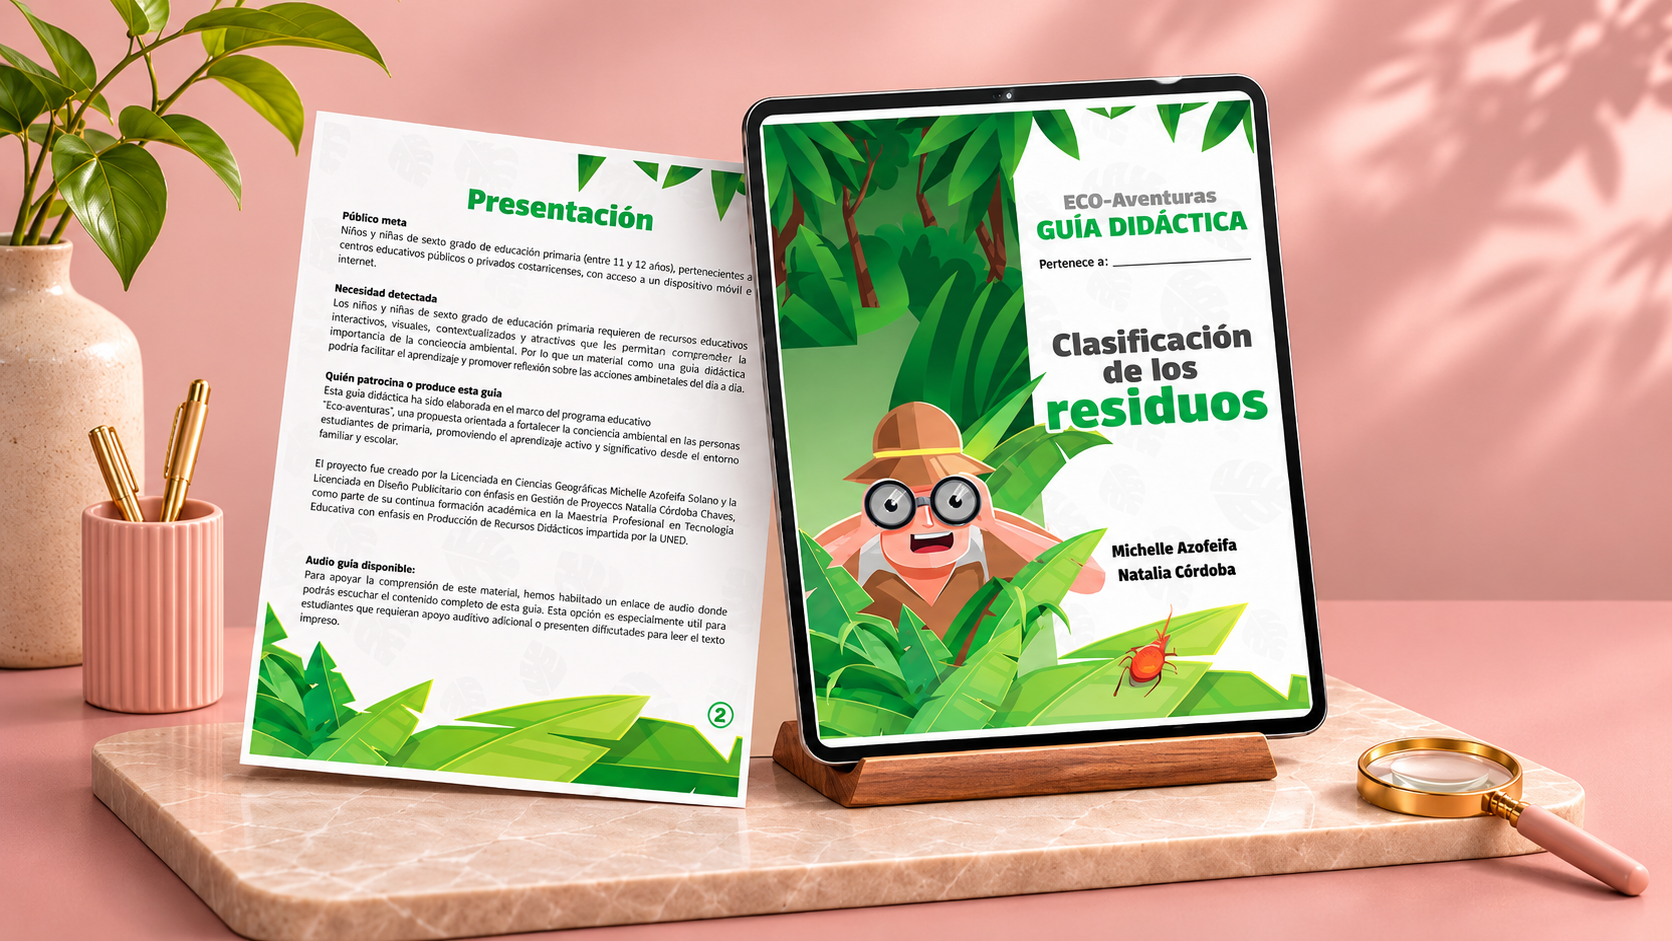 Presentación
Público meta
Niños y niñas de sexto grado de educación primaria (entre 11 y 12 años), pertenecientes a
centros educativos públicos o privados costarricenses, con acceso a un dispositivo móvil e
internet.
Necesidad detectada
Los niños y niñas de sexto grado de educación primaria requieren de recursos educativos
interactivos, visuales, contextualizados y atractivos que les permitan comprender la
importancia de la conciencia ambiental. Por lo que un material como una guía didáctica
podría facilitar el aprendizaje y promover reflexión sobre las acciones ambinetales del día a día.
Quién patrocina o produce esta guía
Esta guía didáctica ha sido elaborada en el marco del programa educativo
"Eco-aventuras", una propuesta orientada a fortalecer la conciencia ambiental en las personas
estudiantes de primaria, promoviendo el aprendizaje activo y significativo desde el entorno
familiar y escolar.
El proyecto fue creado por la Licenciada en Ciencias Geográficas Michelle Azofeifa Solano y la
Licenciada en Diseño Publicitario con énfasis en Gestión de Proyecos Natalía Córdoba Chaves,
como parte de su continua formación académica en la Maestría Profesional en Tecnología
Educativa con enfasis en Producción de Recursos Didácticos impartida por la UNED.
Audio guía disponible:
Para apoyar la comprensión de este material, hemos habilitado un enlace de audio donde
podrás escuchar el contenido completo de esta guía. Esta opción es especialmente util para
estudiantes que requieran apoyo auditivo adicional o presenten difficutades para leer el texto
impreso.
2
ECO-Aventuras
GUÍA DIDÁCTICA
Pertenece a:
Clasificación
de los
residuos
Michelle Azofeifa
Natalia Córdoba